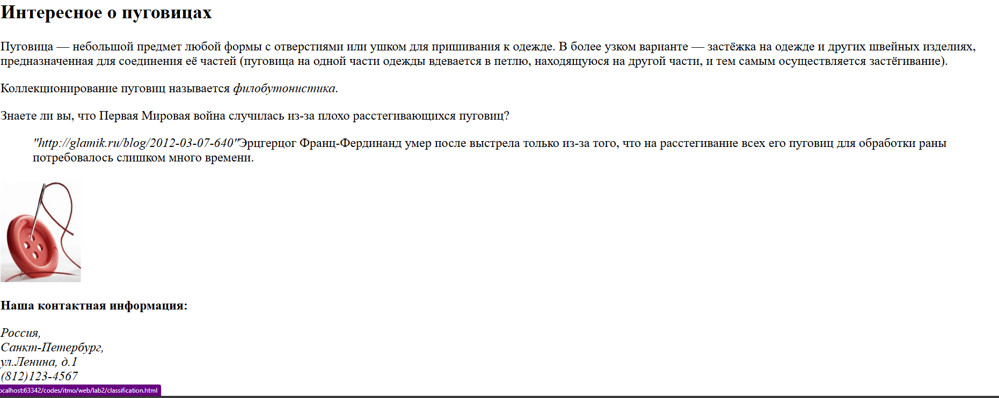 Интересное о пуговицах
Пуговица — небольшой предмет любой формы с отверстиями или ушком для пришивания к одежде. В более узком варианте — застёжка на одежде и других швейных изделиях,
предназначенная для соединения её частей (пуговица на одной части одежды вдевается в петлю, находящуюся на другой части, и тем самым осуществляется застёгивание).
Коллекционирование пуговиц называется филобутонистика.
Знаете ли вы, что Первая Мировая война случилась из-за плохо расстегивающихся пуговиц?
"http://glamik.ru/blog/2012-03-07-640"Эрцгерцог Франц-Фердинанд умер после выстрела только из-за того, что на расстегивание всех его пуговиц для обработки раны
потребовалось слишком много времени.
Наша контактная информация:
Россия,
Санкт-Петербург,
ул.Ленина, д.1
(812)123-4567
ocalhost:63342/codes/itmo/web/lab2/classification.html